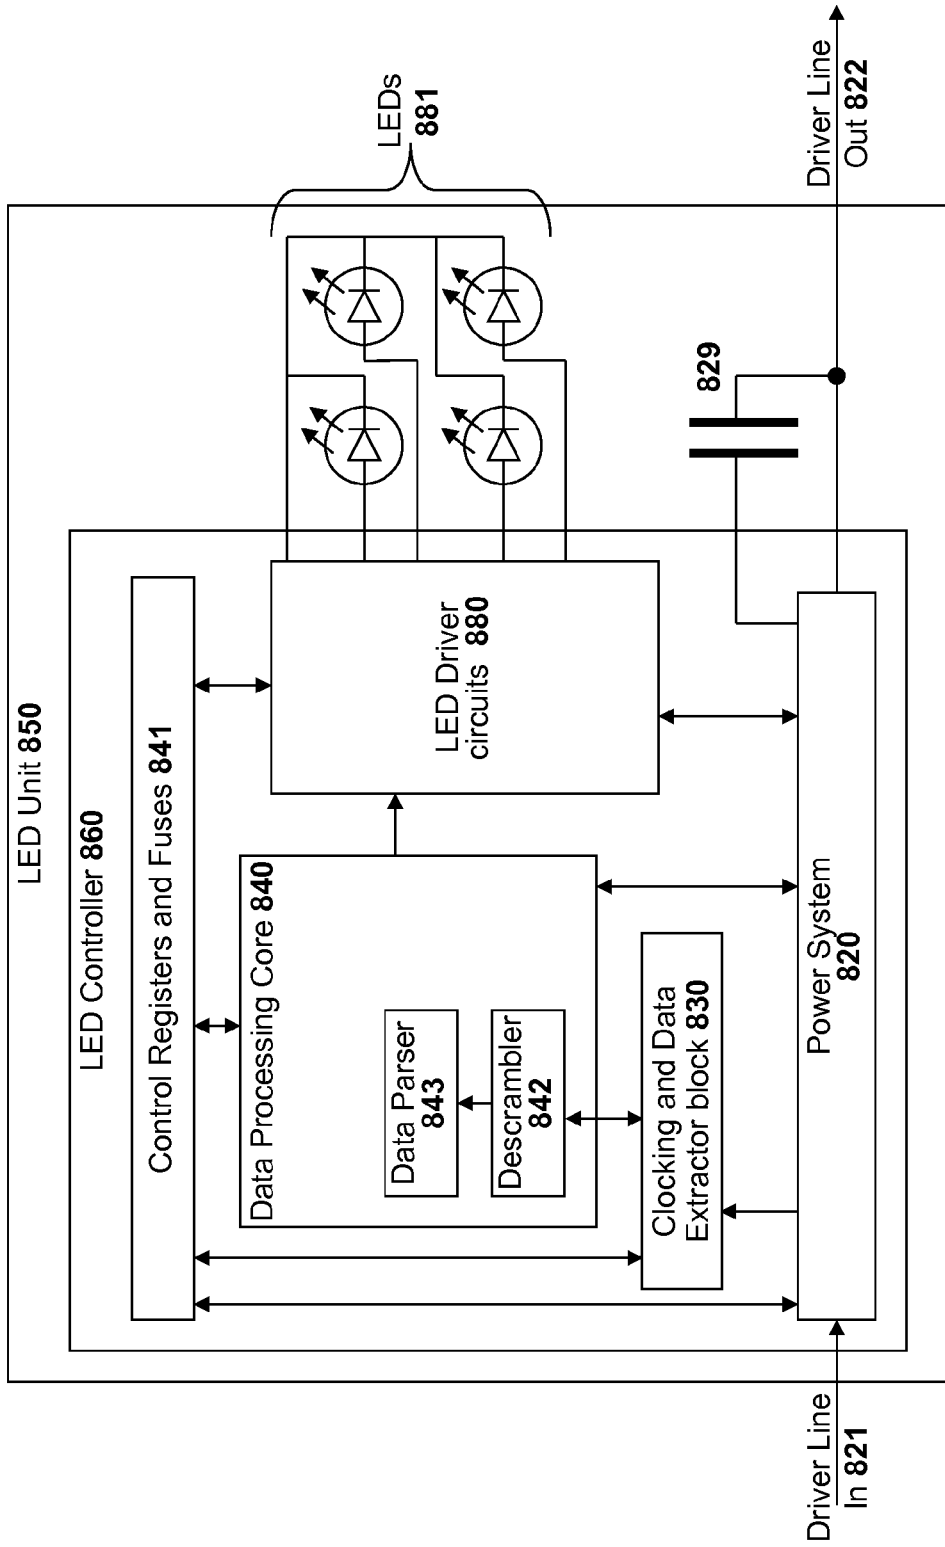 LED Unit 850
LED Controller 860
Control Registers and Fuses 841
Data Processing Core 840
Data Parser
843
Descrambler
842
Clocking and Data
Extractor block 830
LED Driver
circuits 880
LEDs
881
829
Power System
820
Driver Line
In 821
Driver Line
Out 822